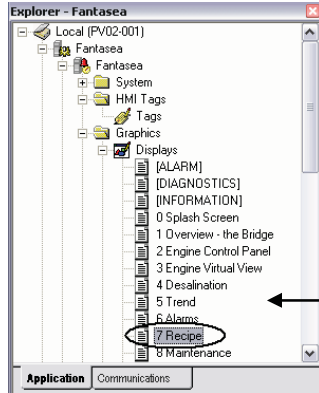 Explorer - Fantasea
Local (PV02-001)
Fantasea
Fantasea
System
HMI Tags
Tags
Graphics
Displays
[ALARM]
[DIAGNOSTICS]
[INFORMATION]
0 Splash Screen
1 Overview - the Bridge
2 Engine Control Panel
3 Engine Virtual View
4 Desalination
5 Trend
6 Alarms
7 Recipe
8 Maintenance
Application Communications